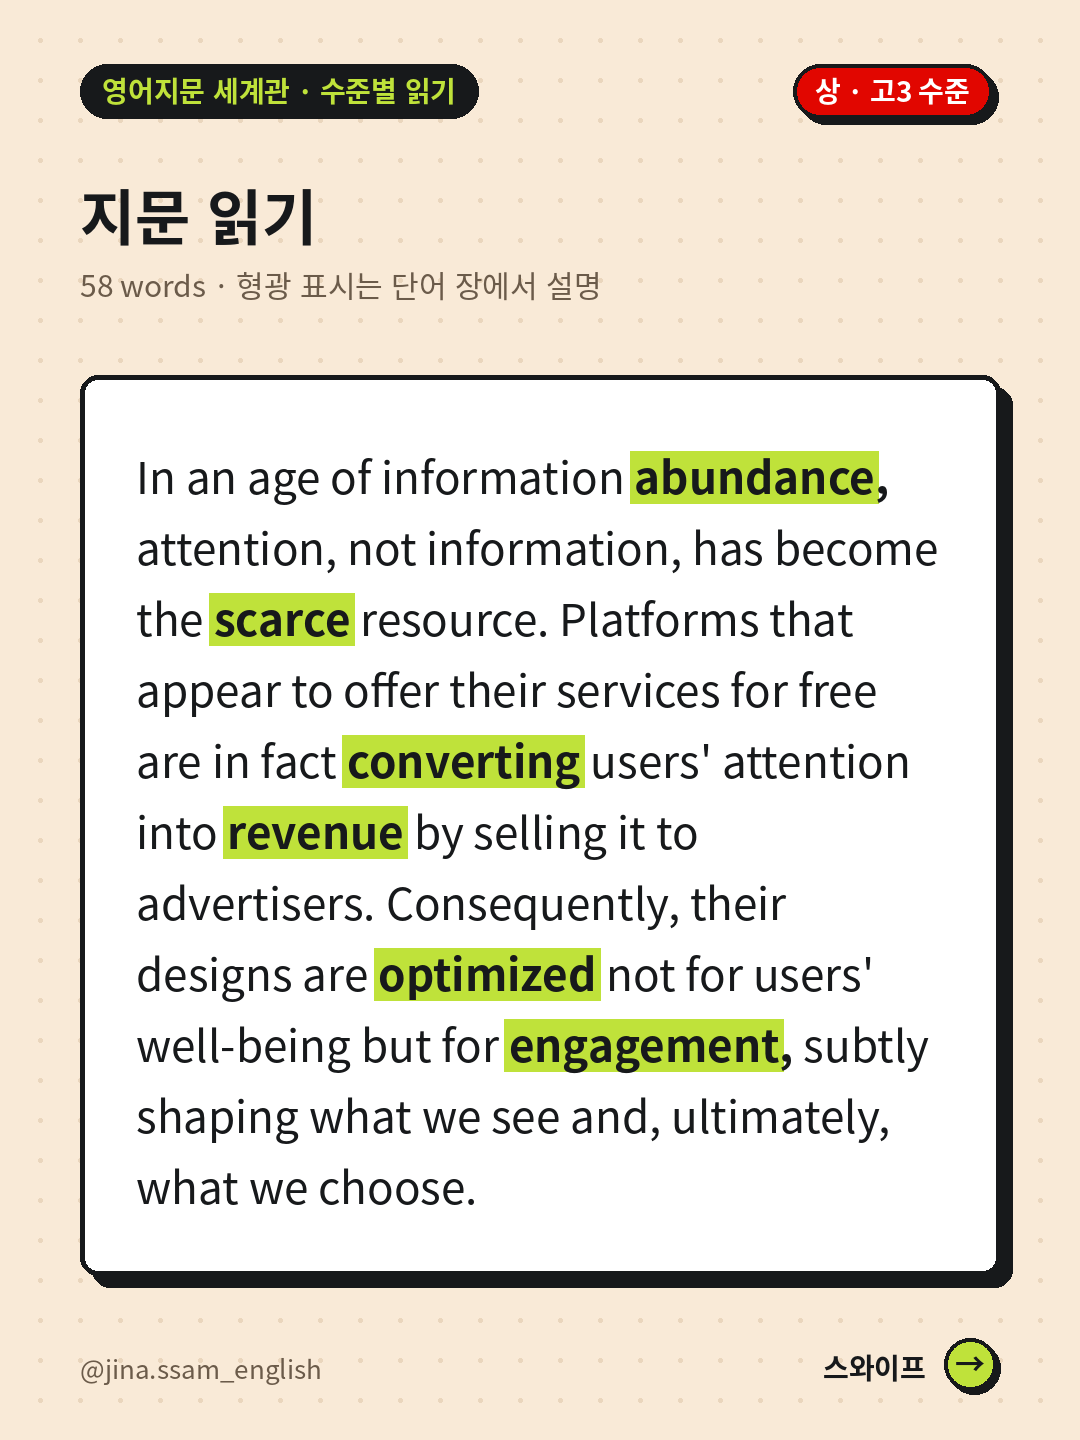 영어지문 세계관 · 수준별 읽기
상 · 고3 수준
지문 읽기
58 words · 형광 표시는 단어 장에서 설명
In an age of information abundance,
attention, not information, has become
the scarce resource. Platforms that
appear to offer their services for free
are in fact converting users' attention
into revenue by selling it to
advertisers. Consequently, their
designs are optimized not for users'
well-being but for engagement, subtly
shaping what we see and, ultimately,
what we choose.
@jina.ssam_english
스와이프 →